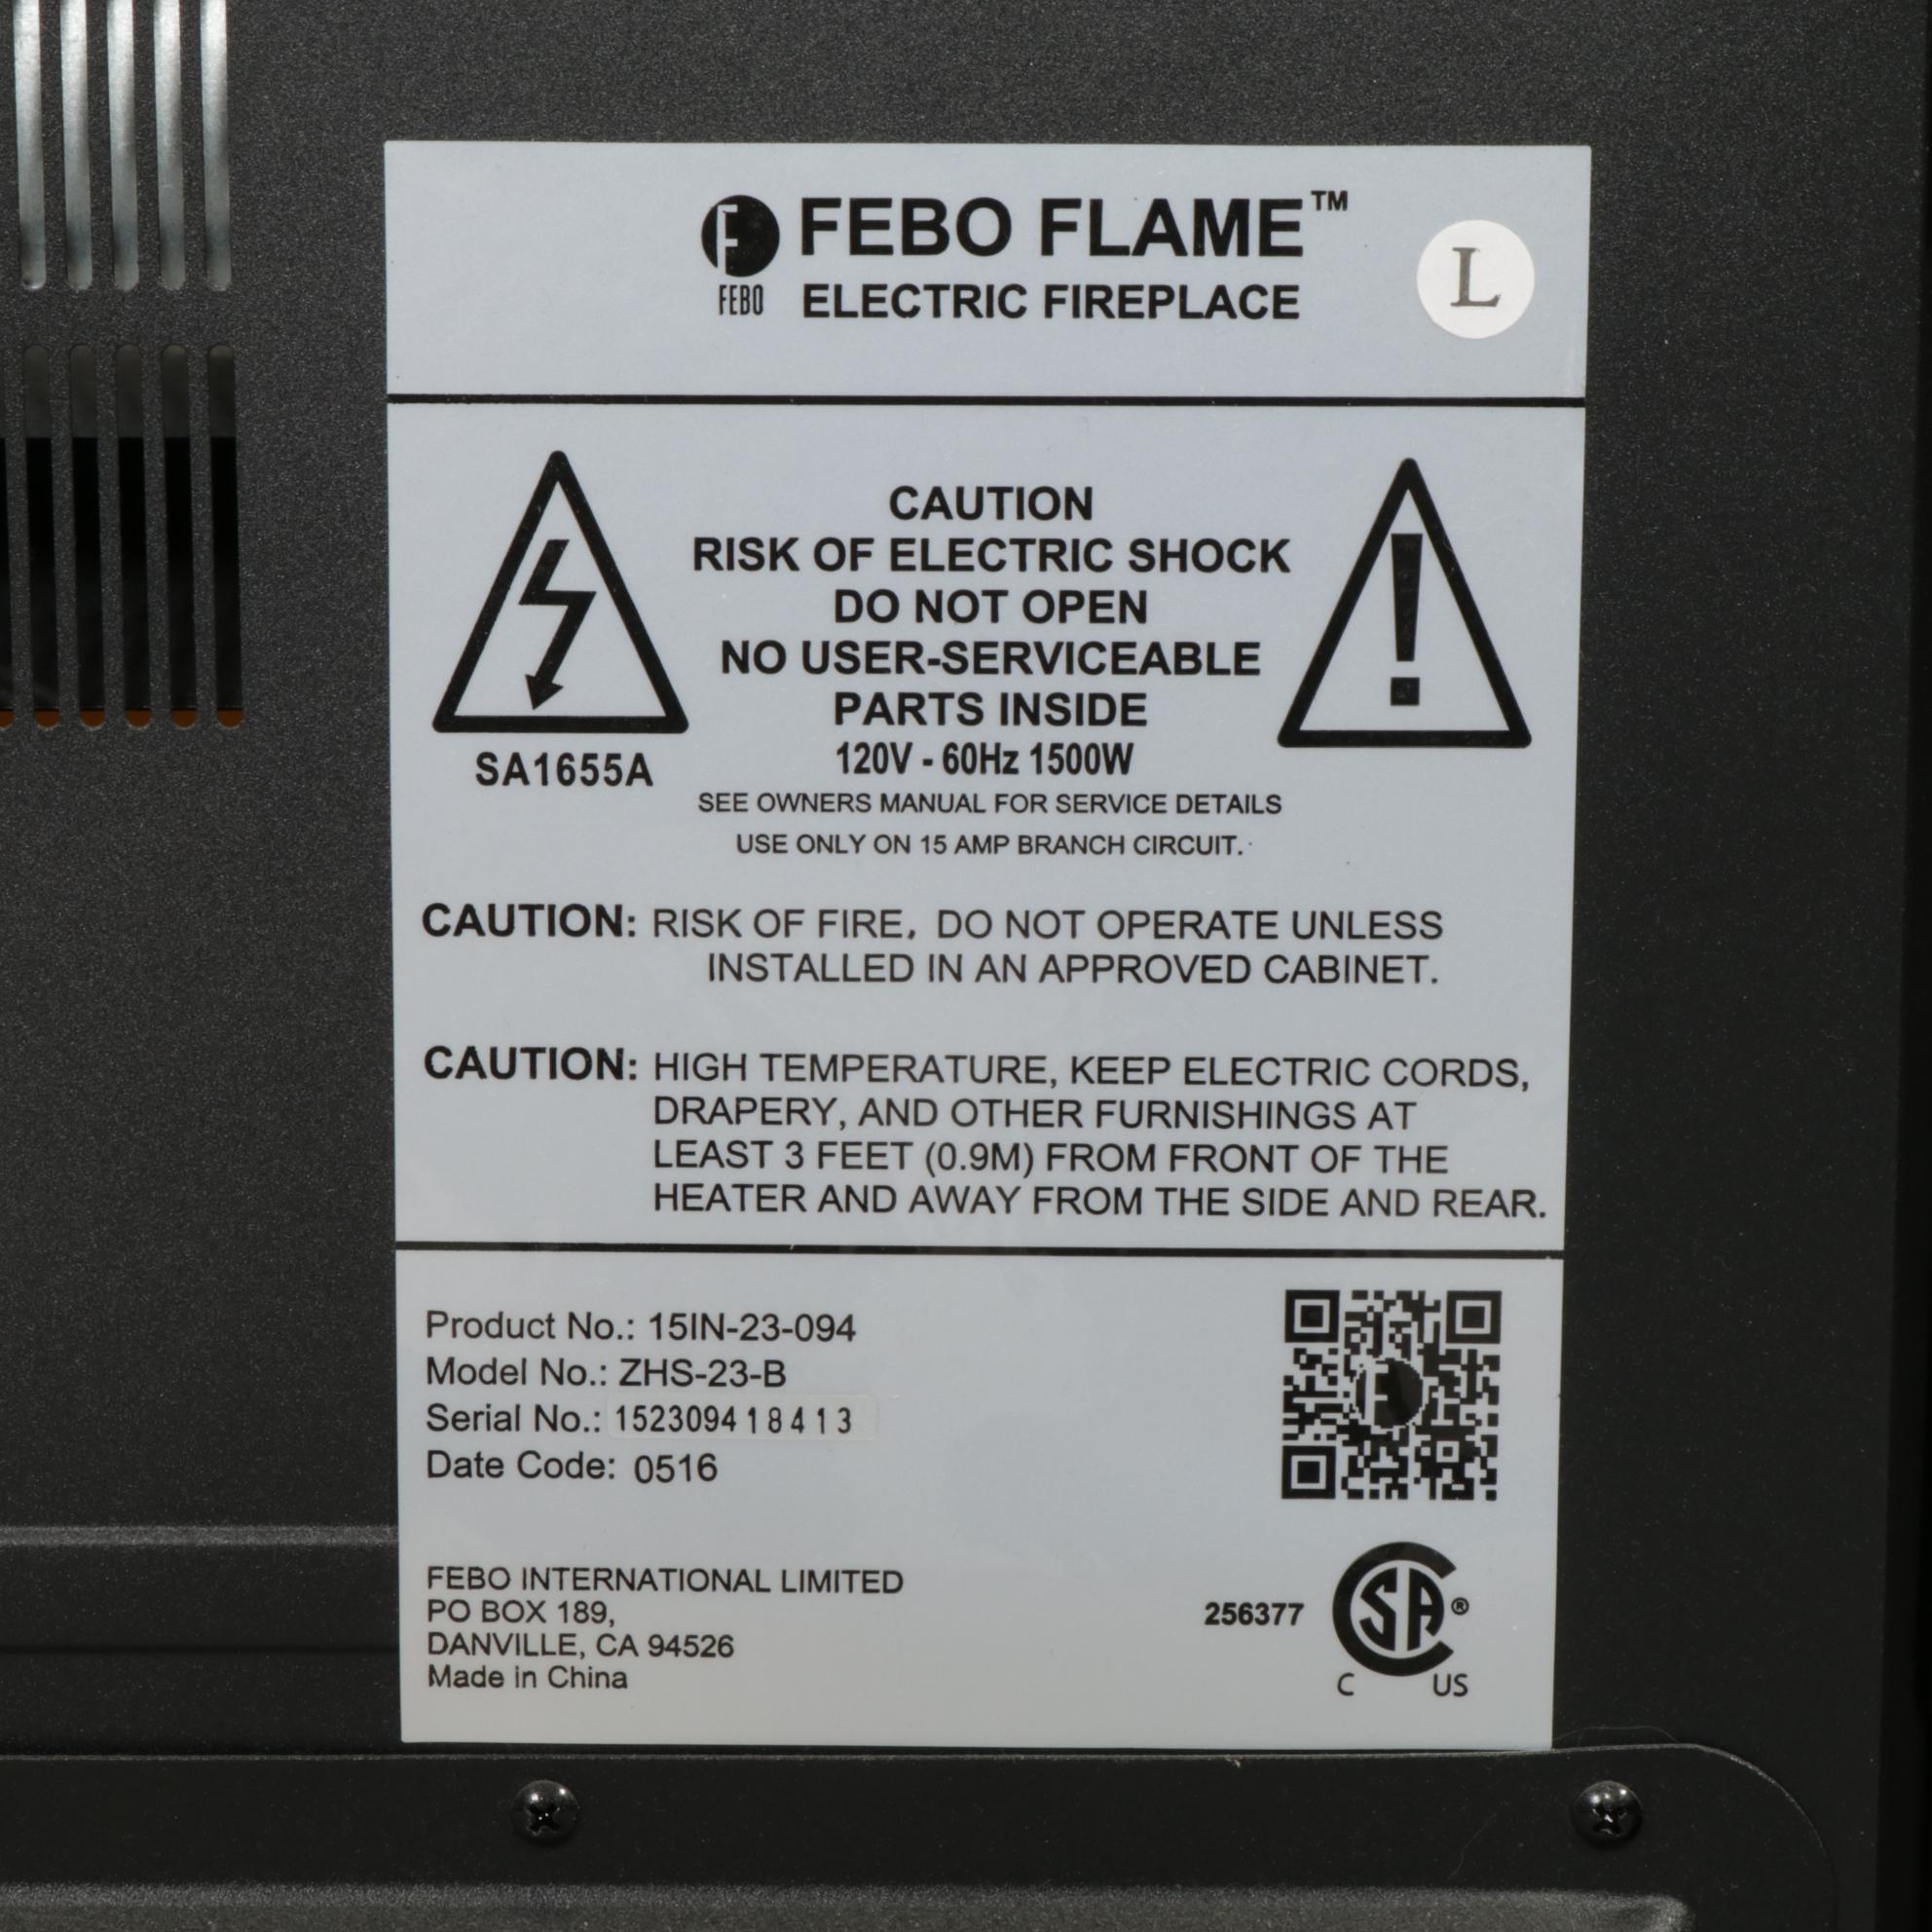 FEBO FLAME™
FEBO
ELECTRIC FIREPLACE
L
CAUTION
RISK OF ELECTRIC SHOCK
DO NOT OPEN
NO USER-SERVICEABLE
PARTS INSIDE
120V - 60Hz 1500W
SA1655A
SEE OWNERS MANUAL FOR SERVICE DETAILS
USE ONLY ON 15 AMP BRANCH CIRCUIT.
CAUTION: RISK OF FIRE, DO NOT OPERATE UNLESS
INSTALLED IN AN APPROVED CABINET.
CAUTION: HIGH TEMPERATURE, KEEP ELECTRIC CORDS,
DRAPERY, AND OTHER FURNISHINGS AT
LEAST 3 FEET (0.9M) FROM FRONT OF THE
HEATER AND AWAY FROM THE SIDE AND REAR.
Product No.: 15IN-23-094
Model No.: ZHS-23-B
Serial No.: 152309418413
Date Code: 0516
FEBO INTERNATIONAL LIMITED
PO BOX 189,
DANVILLE, CA 94526
Made in China
256377
CSA®
C US